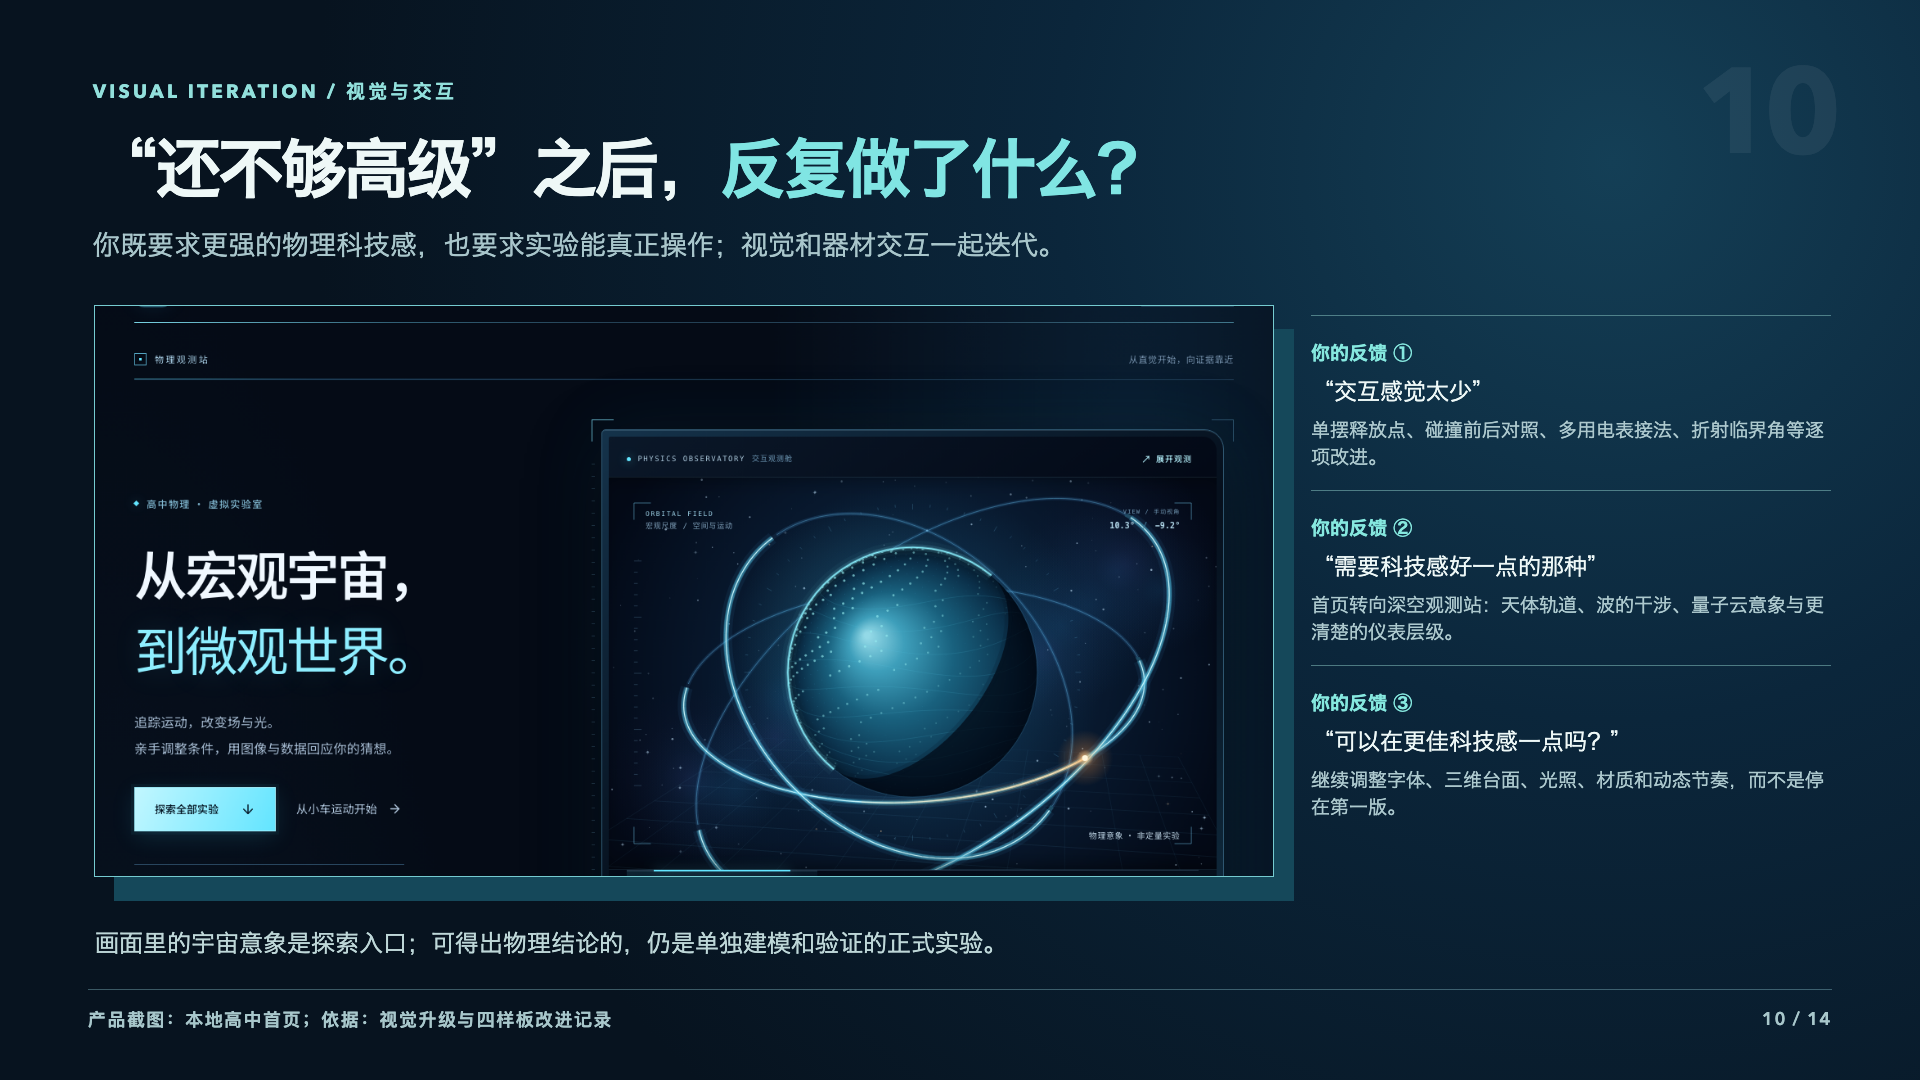 VISUAL ITERATION / 视觉与交互
10
“还不够高级”之后，反复做了什么？
你既要求更强的物理科技感，也要求实验能真正操作；视觉和器材交互一起迭代。
物理观测站
从直觉开始，向证据靠近
PHYSICS OBSERVATORY 交互观测舱
↗ 展开观测
ORBITAL FIELD
宏观尺度 / 空间与运动
VIEW / 手动视角
10.3° / −9.2°
高中物理 · 虚拟实验室
从宏观宇宙，
到微观世界。
追踪运动，改变场与光。
亲手调整条件，用图像与数据回应你的猜想。
探索全部实验 ↓
从小车运动开始 →
物理意象 · 非定量实验
你的反馈 ①
“交互感觉太少”
单摆释放点、碰撞前后对照、多用电表接法、折射临界角等逐
项改进。
你的反馈 ②
“需要科技感好一点的那种”
首页转向深空观测站：天体轨道、波的干涉、量子云意象与更
清楚的仪表层级。
你的反馈 ③
“可以在更佳科技感一点吗？”
继续调整字体、三维台面、光照、材质和动态节奏，而不是停
在第一版。
画面里的宇宙意象是探索入口；可得出物理结论的，仍是单独建模和验证的正式实验。
产品截图：本地高中首页；依据：视觉升级与四样板改进记录
10 / 14